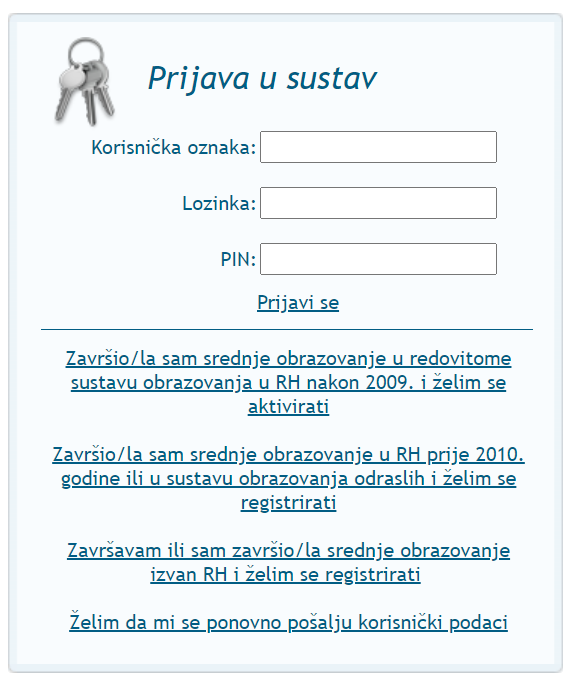 Prijava u sustav
Korisnička oznaka:
Lozinka:
PIN:
Prijavi se
Završio/la sam srednje obrazovanje u redovitome
sustavu obrazovanja u RH nakon 2009. i želim se
aktivirati
Završio/la sam srednje obrazovanje u RH prije 2010.
godine ili u sustavu obrazovanja odraslih i želim se
registrirati
Završavam ili sam završio/la srednje obrazovanje
izvan RH i želim se registrirati
Želim da mi se ponovno pošalju korisnički podaci